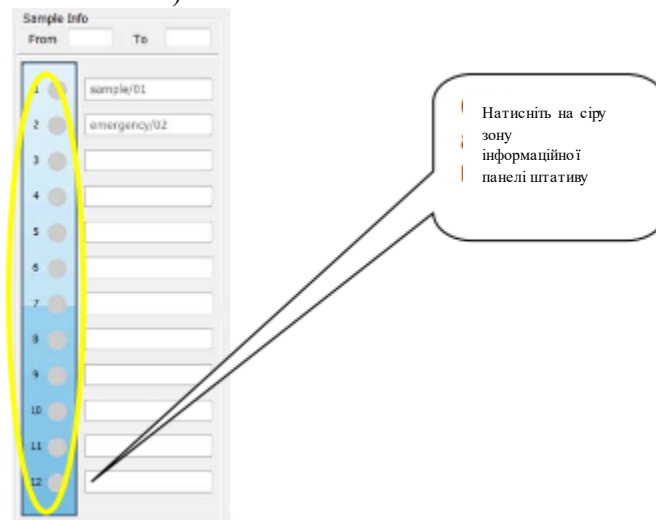 )
Sample Info
From To
1 sample/01
2 emergency/02
3
4
5
6
7
8
9
10
11
12
Натисніть на сіру
зону
інформаційної
панелі штативу